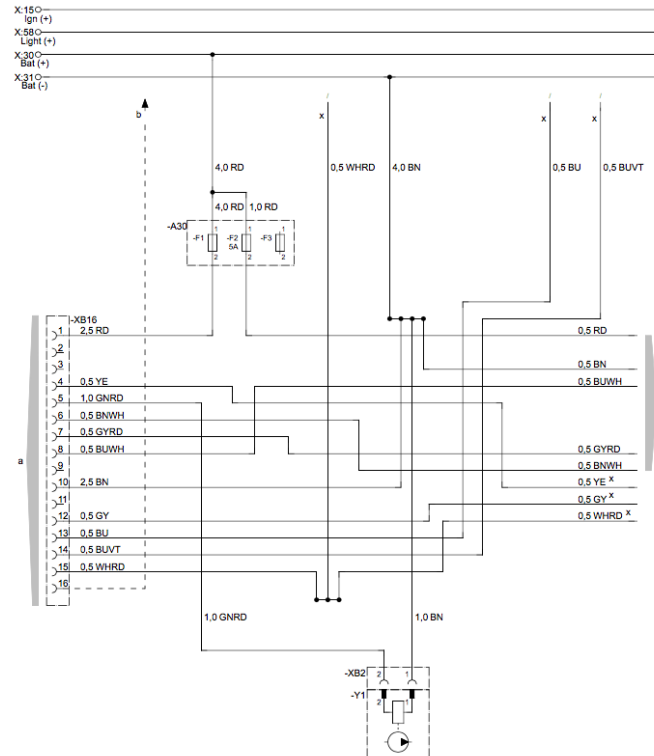 X:15
Ign (+)
X:58
Light (+)
X:30
Bat (+)
X:31
Bat (-)
b
x
x
x
4,0 RD
0,5 WHRD
4,0 BN
0,5 BU
0,5 BUVT
4,0 RD
1,0 RD
-A30
1
1
1
-F1
-F2
-F3
5A
2
2
2
-XB16
1
2,5 RD
0,5 RD
2
3
0,5 BN
4
0,5 YE
0,5 BUWH
5
1,0 GNRD
6
0,5 BNWH
7
0,5 GYRD
8
0,5 BUWH
0,5 GYRD
a
9
0,5 BNWH
10
2,5 BN
0,5 YE x
11
0,5 GY x
12
0,5 GY
0,5 WHRD x
13
0,5 BU
14
0,5 BUVT
15
0,5 WHRD
16
1,0 GNRD
1,0 BN
-XB2
2
1
-Y1
2
1